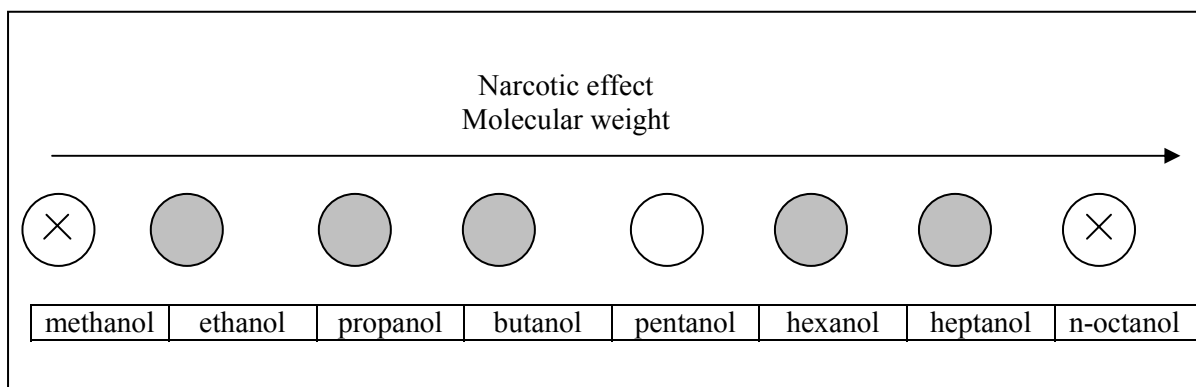 Narcotic effect
Molecular weight
methanol ethanol propanol butanol pentanol hexanol heptanol n-octanol